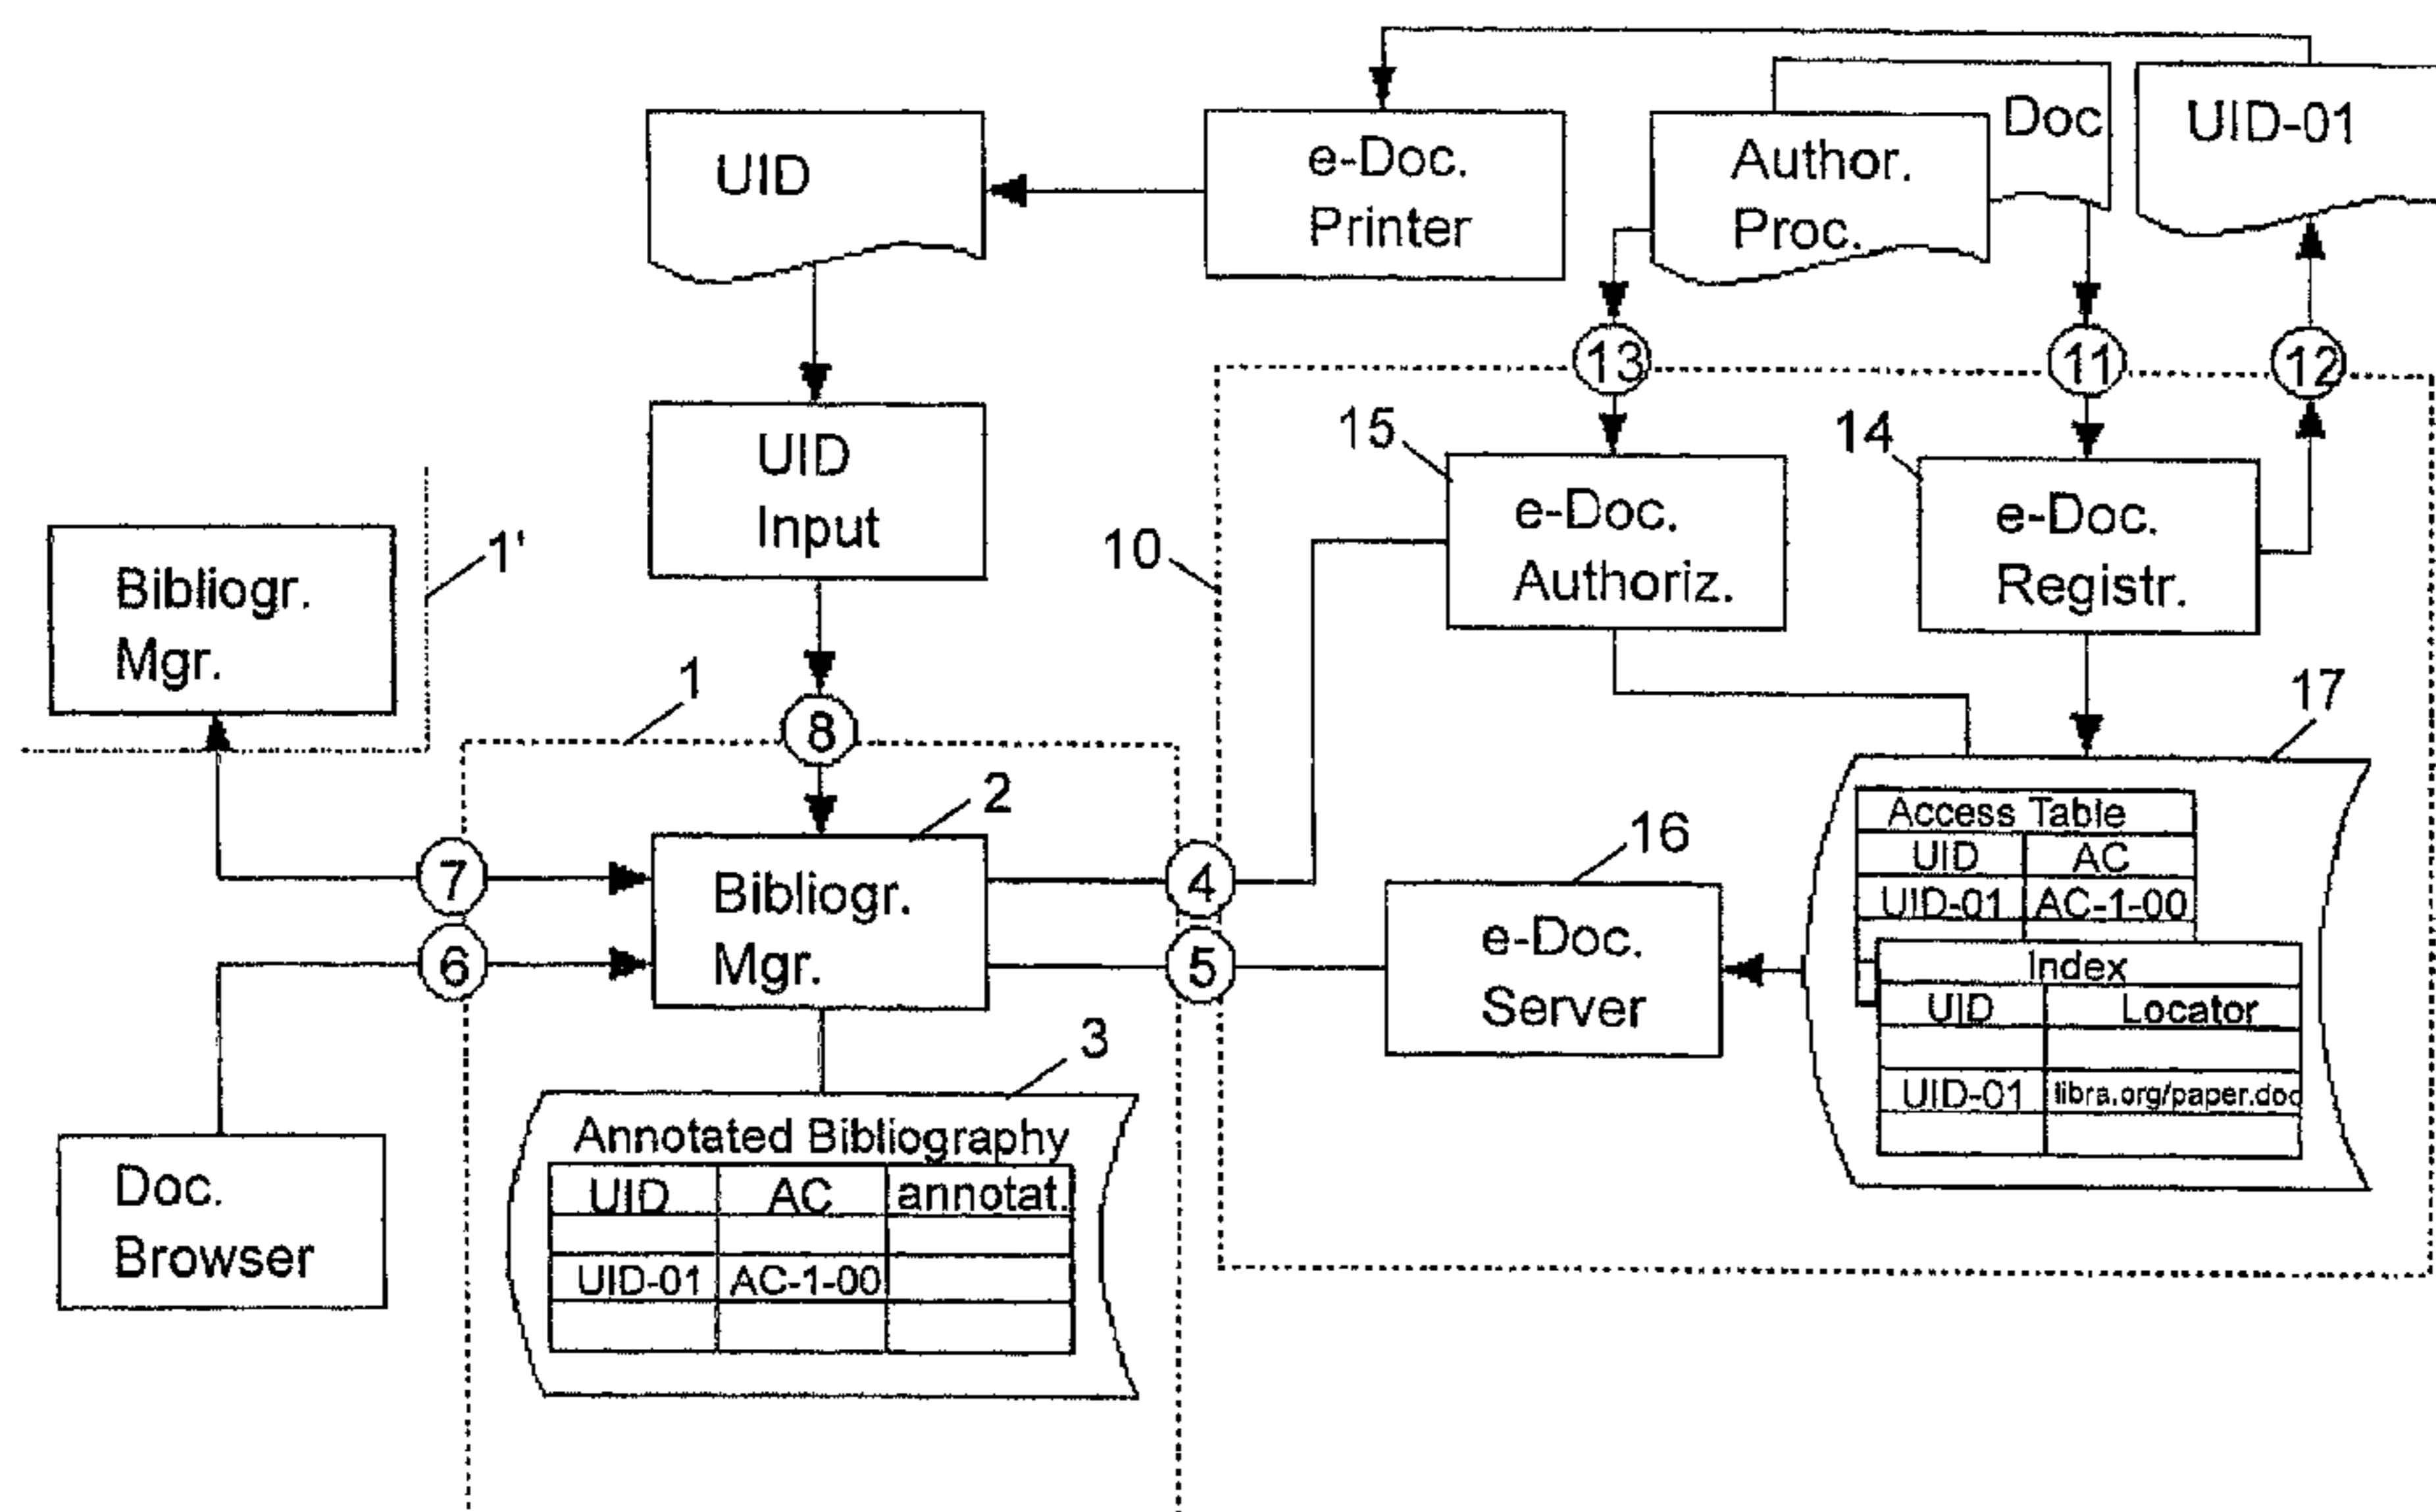 UID
e-Doc.
Printer
Author.
Proc.
Doc
UID-01
13
11
12
UID
Input
15
e-Doc.
Authoriz.
14
e-Doc.
Registr.
10
Bibliogr.
Mgr.
1'
1
8
17
2
Bibliogr.
Mgr.
7
6
4
5
16
e-Doc.
Server
Access Table
UID AC
UID-01 AC-1-00
Index
UID Locator
UID-01 libra.org/paper.doc
3
Annotated Bibliography
UID AC annotat.
UID-01 AC-1-00
Doc.
Browser